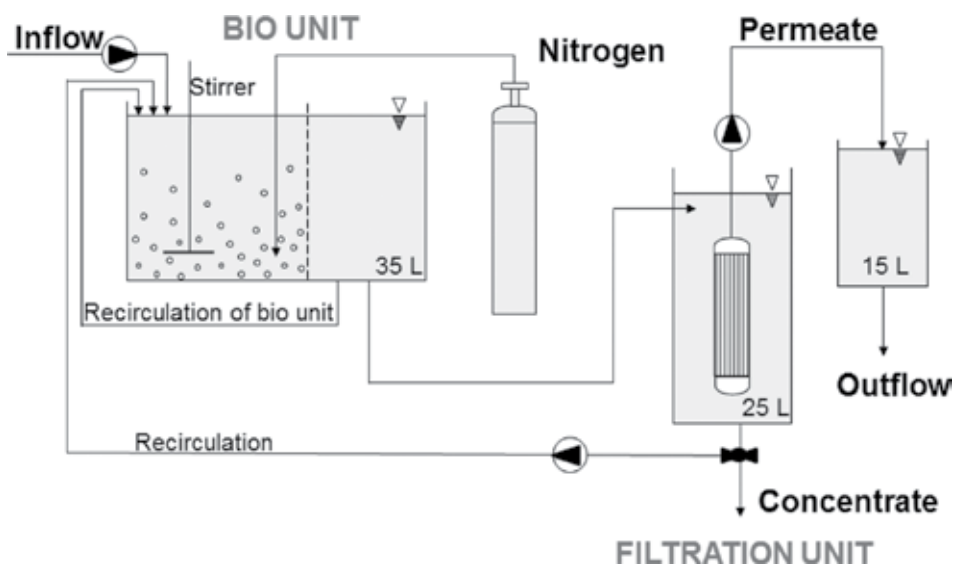 BIO UNIT
Inflow
Nitrogen
Permeate
Stirrer
35 L
15 L
Recirculation of bio unit
Outflow
25 L
Recirculation
Concentrate
FILTRATION UNIT